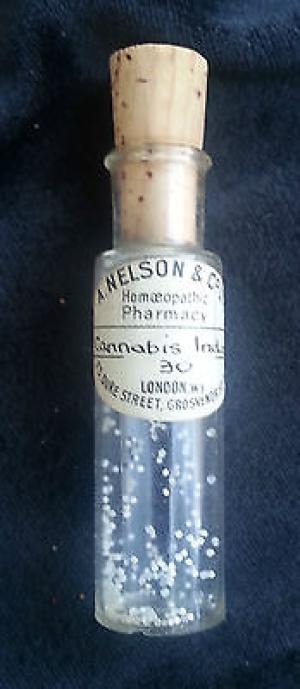 A. NELSON & Co
Homœopathic
Pharmacy
Cannabis Ind
30
LONDON W1
DUKE STREET, GROSVENOR